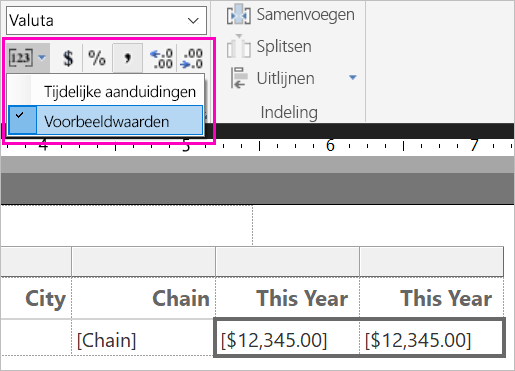 Valuta
Samenvoegen
[123] $ % , ←.0 .00 .00 →.0
Splitsen
Uitlijnen
Tijdelijke aanduidingen
Voorbeeldwaarden
Indeling
4 5 6 7
City Chain This Year This Year
[Chain] [$12,345.00] [$12,345.00]